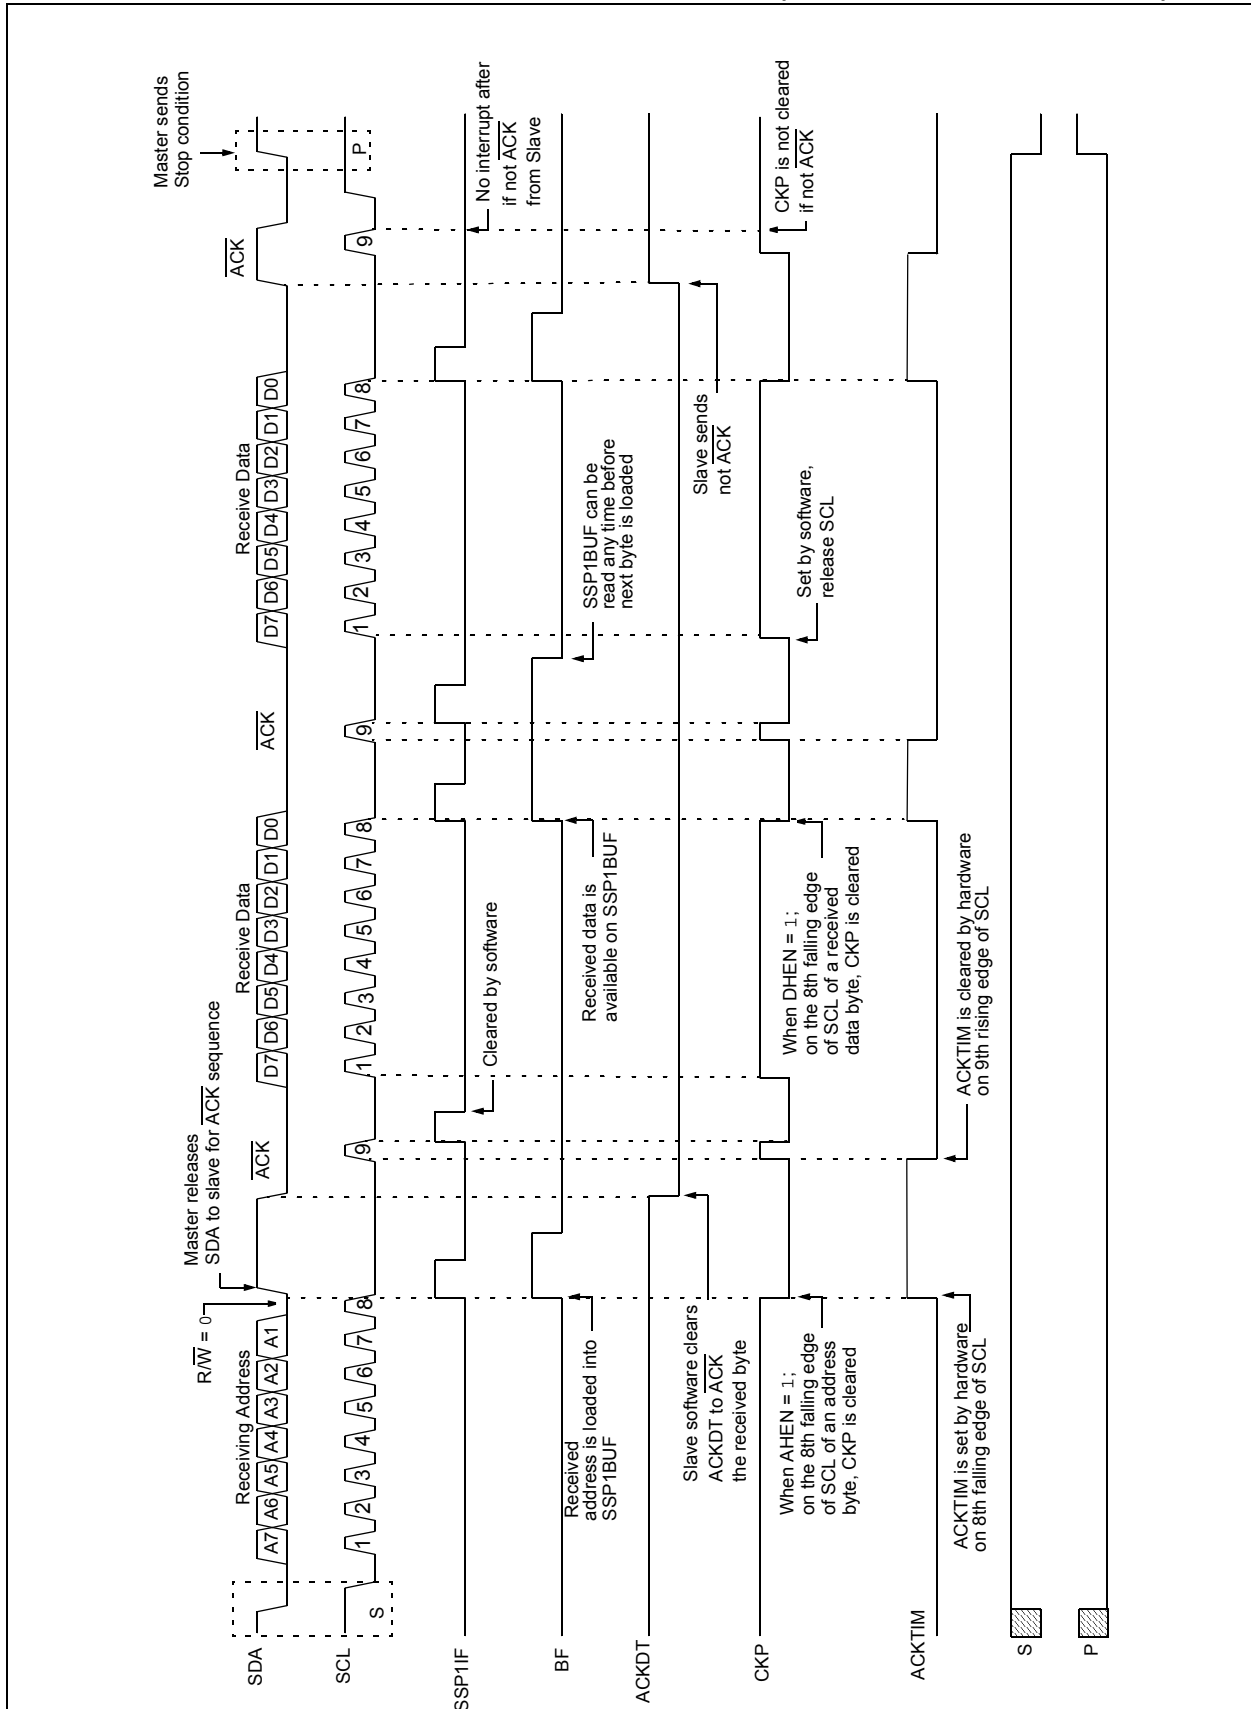 Master sends
Stop condition
Master releases
SDA to slave for ACK sequence
R/W = 0
Receiving Address
ACK
Receive Data
ACK
Receive Data
ACK
SDA
A7 A6 A5 A4 A3 A2 A1
D7 D6 D5 D4 D3 D2 D1 D0
D7 D6 D5 D4 D3 D2 D1 D0
SCL
S
1 2 3 4 5 6 7 8 9
1 2 3 4 5 6 7 8 9
1 2 3 4 5 6 7 8 9
P
SSP1IF
Cleared by software
No interrupt after
if not ACK
from Slave
BF
Received
address is loaded into
SSP1BUF
Received data is
available on SSP1BUF
SSP1BUF can be
read any time before
next byte is loaded
ACKDT
Slave software clears
ACKDT to ACK
the received byte
Slave sends
not ACK
CKP
When AHEN = 1;
on the 8th falling edge
of SCL of an address
byte, CKP is cleared
When DHEN = 1;
on the 8th falling edge
of SCL of a received
data byte, CKP is cleared
Set by software,
release SCL
CKP is not cleared
if not ACK
ACKTIM
ACKTIM is set by hardware
on 8th falling edge of SCL
ACKTIM is cleared by hardware
on 9th rising edge of SCL
S
P